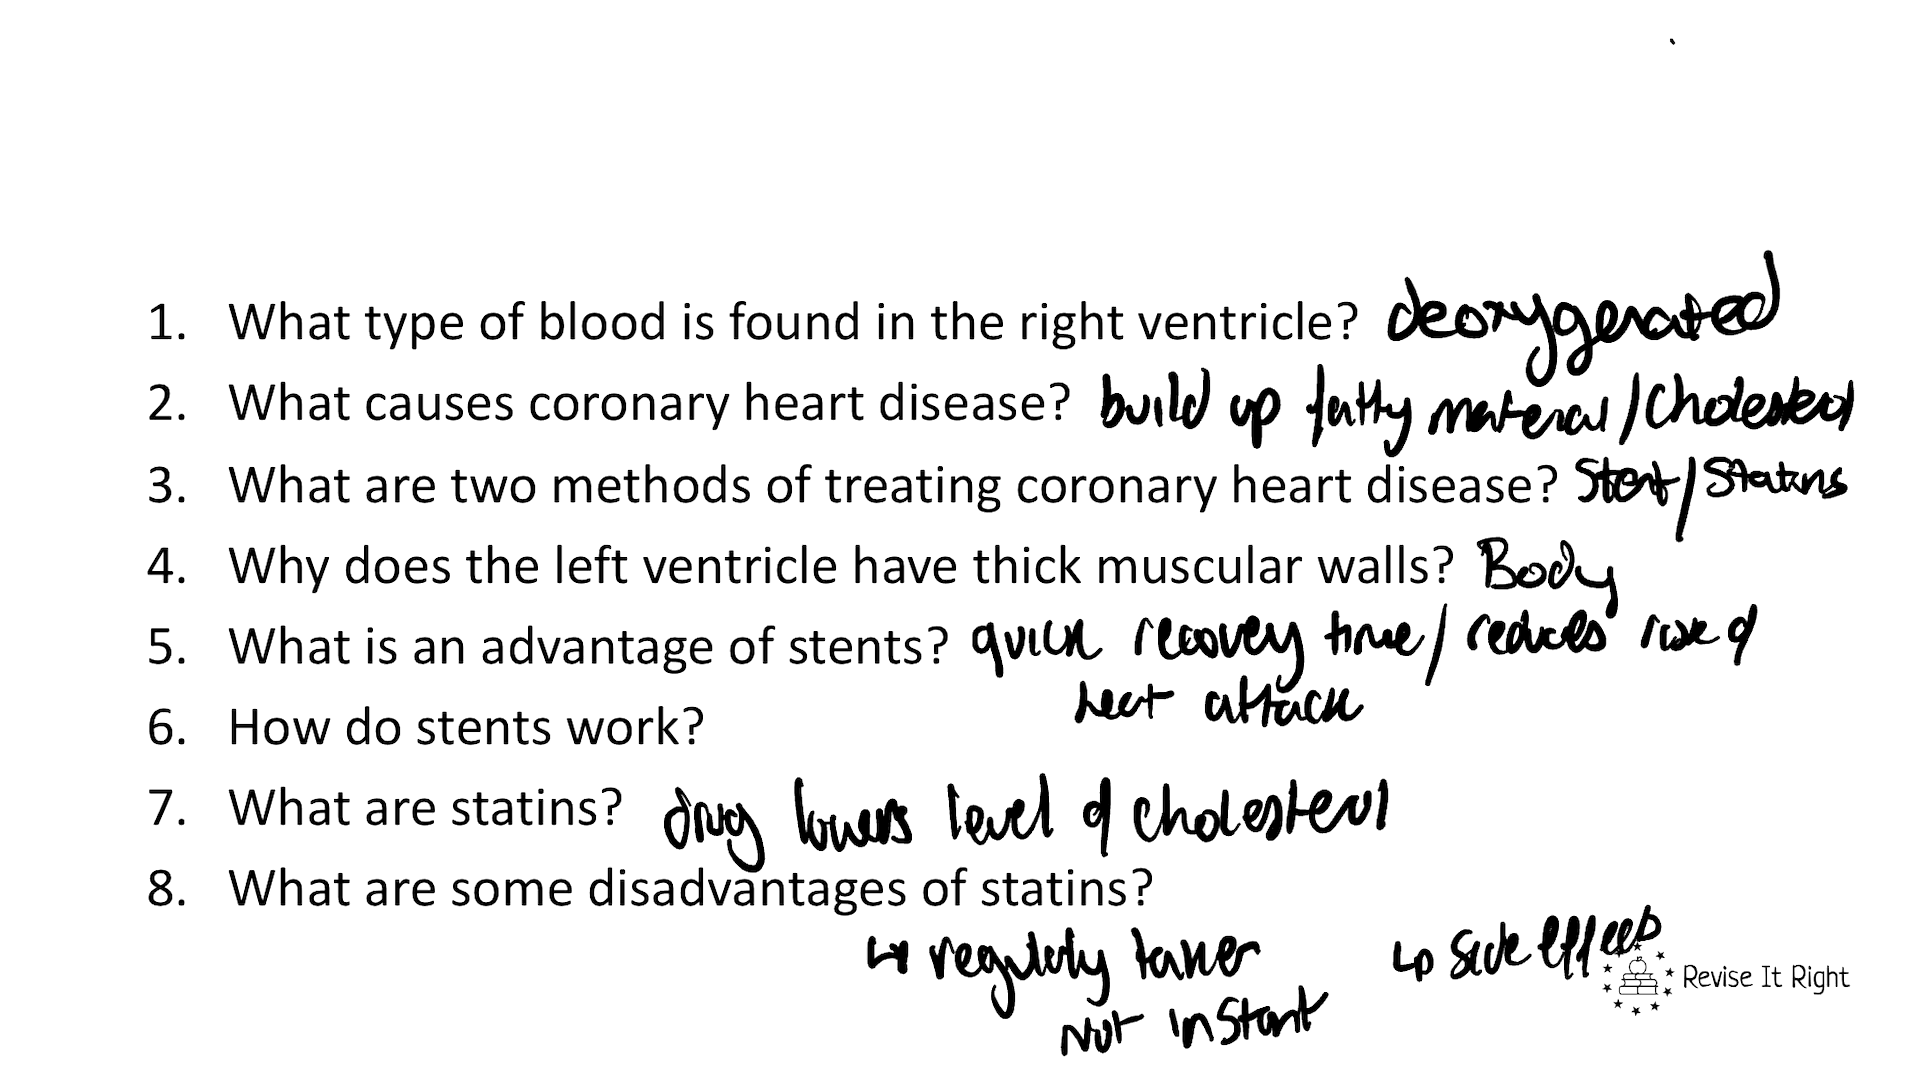 1. What type of blood is found in the right ventricle? deoxygenated
2. What causes coronary heart disease? build up fatty material/cholesterol
3. What are two methods of treating coronary heart disease? Stent/Statins
4. Why does the left ventricle have thick muscular walls? Body
5. What is an advantage of stents? quick recovery time/reduces risk of
heart attack
6. How do stents work?
7. What are statins? drug lowers level of cholesterol
8. What are some disadvantages of statins?
↳ regularly taken ↳ side effects
Not instant
Revise It Right